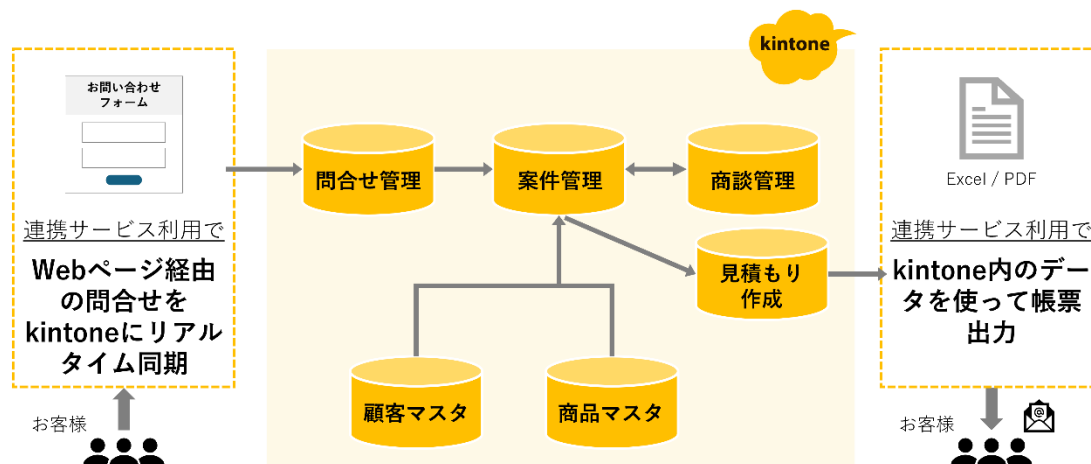 kintone
お問い合わせ
フォーム
連携サービス利用で
Webページ経由
の問合せを
kintoneにリアル
タイム同期
お客様
問合せ管理
案件管理
商談管理
見積もり
作成
顧客マスタ
商品マスタ
Excel / PDF
連携サービス利用で
kintone内のデー
タを使って帳票
出力
お客様
@